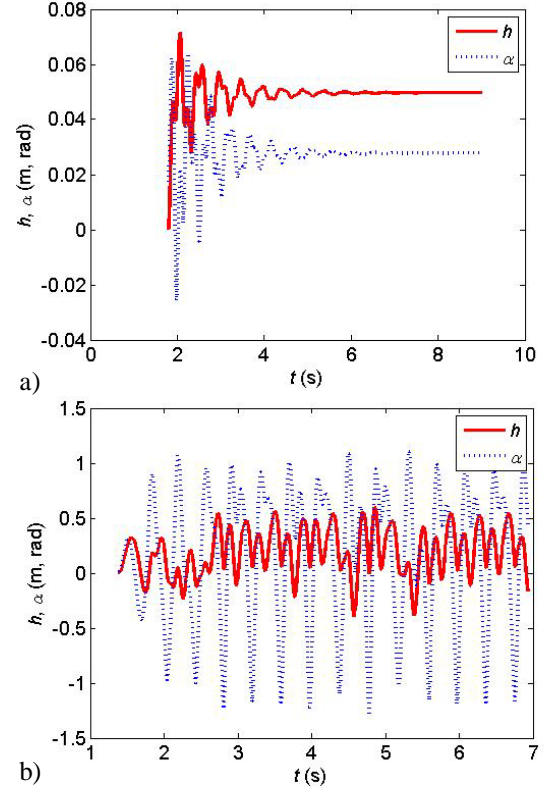 0.08
0.06
0.04
0.02
0
-0.02
-0.04
h, α (m, rad)
h
α
0 2 4 6 8 10
t (s)
a)
1.5
1
0.5
0
-0.5
-1
-1.5
h, α (m, rad)
h
α
1 2 3 4 5 6 7
t (s)
b)